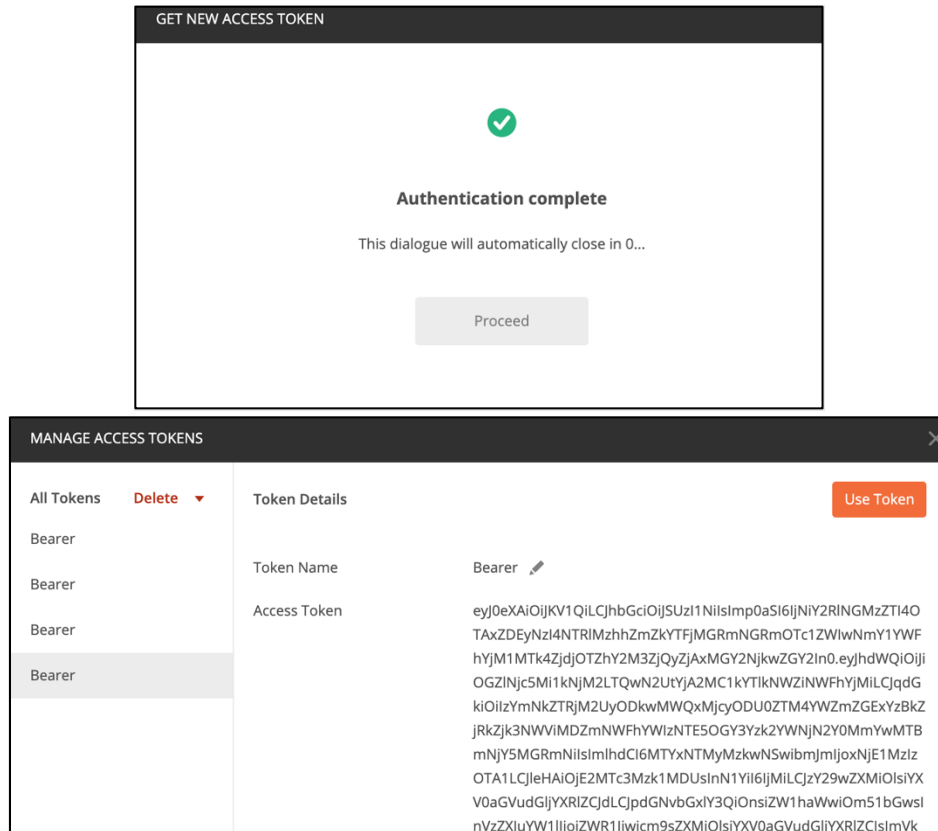 GET NEW ACCESS TOKEN
Authentication complete
This dialogue will automatically close in 0...
Proceed
MANAGE ACCESS TOKENS
All Tokens Delete
Token Details
Use Token
Bearer
Token Name Bearer
Bearer
Access Token
Bearer
Bearer
eyJ0eXAiOiJKV1QiLCJhbGciOiJSUzI1NiIsImp0aSI6IjNiY2RlNGMzZTI4O
TAxZDEyNzI4NTRlMzhhZmZkYTFjMGRmNGRmOTc1ZWIwNmY1YWF
hYjM1MTk4ZjdjOTZhY2M3ZjQyZjAxMGY2NjkwZGY2In0.eyJhdWQiOiJi
OGZlNjc5Mi1kNjM2LTQwN2UtYjA2MC1kYTlkNWZiNWFhYjMiLCJqdG
kiOiIzYmNkZTRjM2UyODkwMWQxMjcyODU0ZTM4YWZmZGExYzBkZ
jRkZjk3NWViMDZmNWFhYWIzNTE5OGY3Yzk2YWNjN2Y0MmYwMTB
mNjY5MGRmNiIsImlhdCI6MTYxNTMyMzkwNSwibmJmIjoxNjE1MzIz
OTA1LCJleHAiOjE2MTc3Mzk1MDUsInN1YiI6IjMiLCJzY29wZXMiOlsiYX
V0aGVudGljYXRlZCJdLCJpdGNvbGxlY3QiOnsiZW1haWwiOm51bGwsI
nVzZXJuYW1lIjoiZWR1Iiwicm9sZXMiOlsiYXV0aGVudGljYXRlZCIsImVk